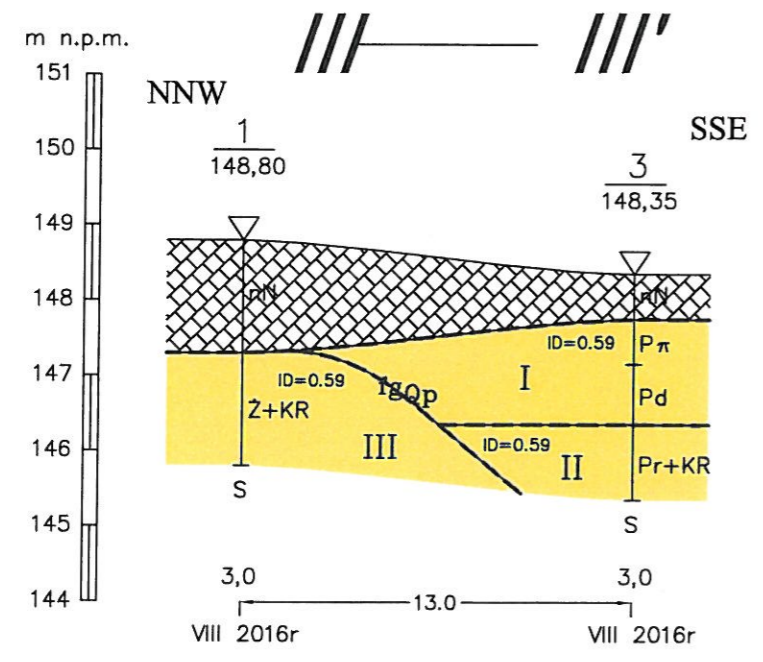 m n.p.m.
III III'
151
NNW
SSE
150
1
148,80
3
148,35
149
148
nN
nN
147
ID=0.59
Pπ
ID=0.59
fgQp
I
Pd
Ż+KR
146
III
ID=0.59
II
Pr+KR
S
S
145
144
3,0
3,0
13.0
VIII 2016r
VIII 2016r